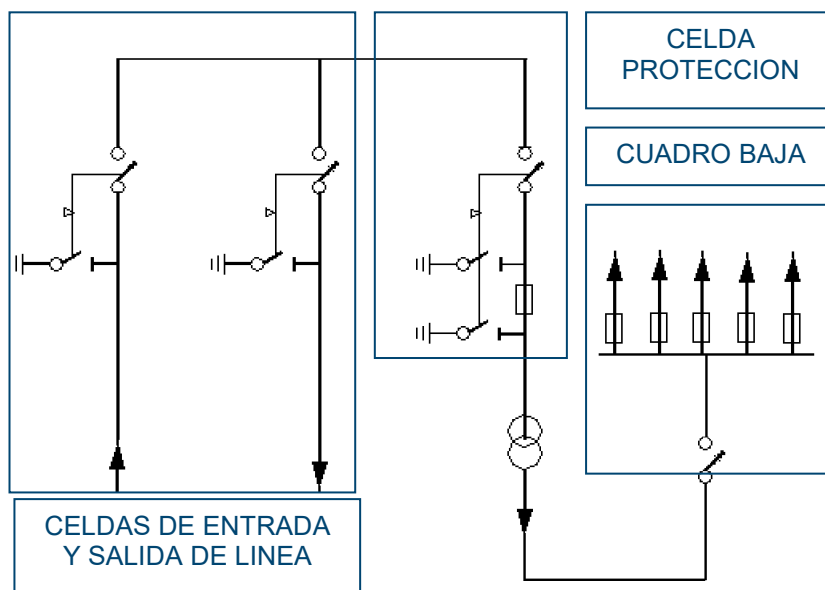 CELDA
PROTECCION
CUADRO BAJA
CELDAS DE ENTRADA
Y SALIDA DE LINEA